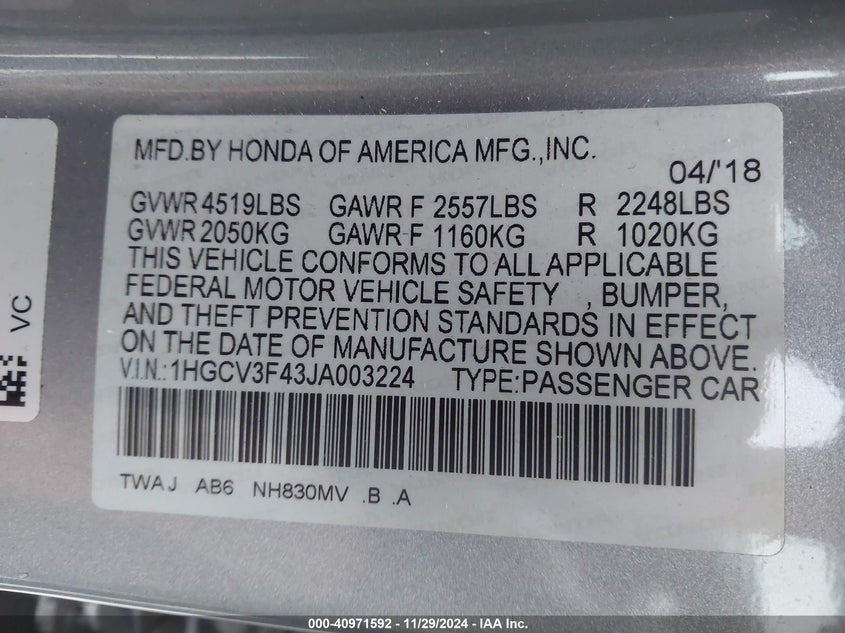 MFD.BY HONDA OF AMERICA MFG.,INC.
04/'18
GVWR 4519LBS GAWR F 2557LBS R 2248LBS
GVWR 2050KG GAWR F 1160KG R 1020KG
THIS VEHICLE CONFORMS TO ALL APPLICABLE
FEDERAL MOTOR VEHICLE SAFETY , BUMPER,
AND THEFT PREVENTION STANDARDS IN EFFECT
ON THE DATE OF MANUFACTURE SHOWN ABOVE.
V.I.N.: 1HGCV3F43JA003224 TYPE:PASSENGER CAR
TWAJ AB6 NH830MV .B .A
VC
000-40971592 - 11/29/2024 - IAA Inc.